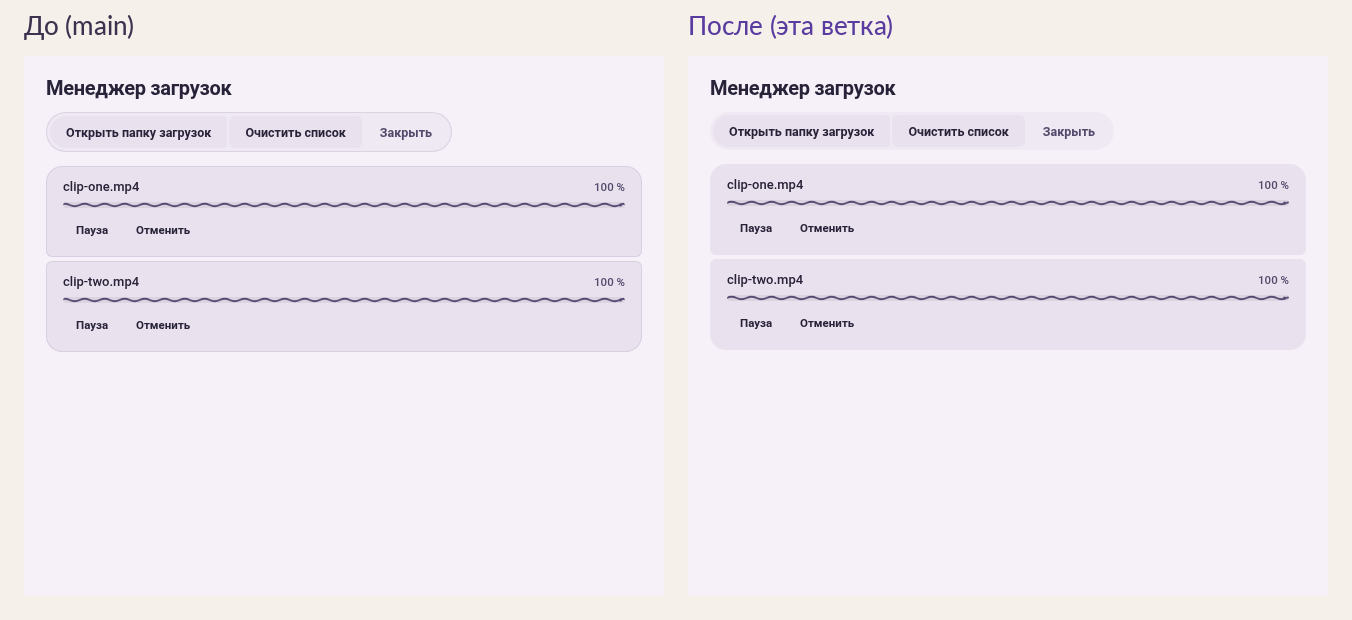 До (main)
Менеджер загрузок
Открыть папку загрузок Очистить список Закрыть
clip-one.mp4 100 %
Пауза Отменить
clip-two.mp4 100 %
Пауза Отменить
После (эта ветка)
Менеджер загрузок
Открыть папку загрузок Очистить список Закрыть
clip-one.mp4 100 %
Пауза Отменить
clip-two.mp4 100 %
Пауза Отменить